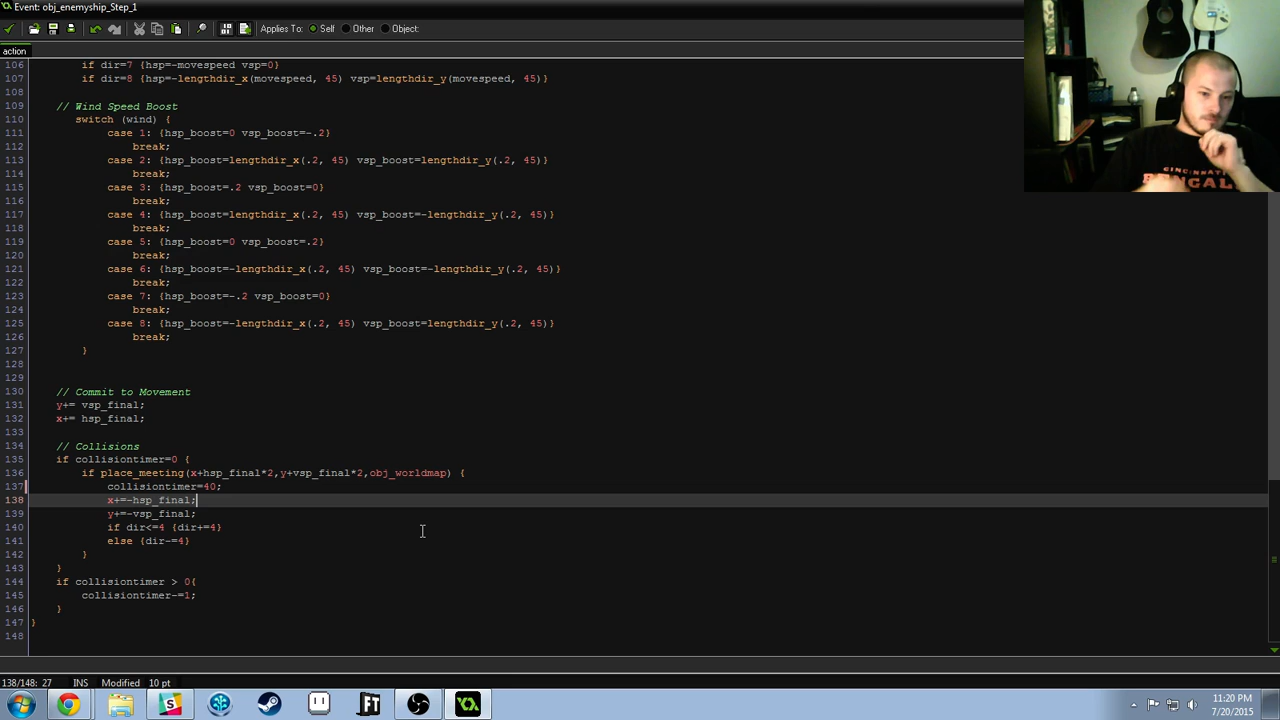 Event: obj_enemyship_Step_1
Applies To: Self Other Object:
action
106 if dir=7 {hsp=-movespeed vsp=0}
107 if dir=8 {hsp=-lengthdir_x(movespeed, 45) vsp=lengthdir_y(movespeed, 45)}
108
109 // Wind Speed Boost
110 switch (wind) {
111 case 1: {hsp_boost=0 vsp_boost=-.2}
112 break;
113 case 2: {hsp_boost=lengthdir_x(.2, 45) vsp_boost=lengthdir_y(.2, 45)}
114 break;
115 case 3: {hsp_boost=.2 vsp_boost=0}
116 break;
117 case 4: {hsp_boost=lengthdir_x(.2, 45) vsp_boost=-lengthdir_y(.2, 45)}
118 break;
119 case 5: {hsp_boost=0 vsp_boost=.2}
120 break;
121 case 6: {hsp_boost=-lengthdir_x(.2, 45) vsp_boost=-lengthdir_y(.2, 45)}
122 break;
123 case 7: {hsp_boost=-.2 vsp_boost=0}
124 break;
125 case 8: {hsp_boost=-lengthdir_x(.2, 45) vsp_boost=lengthdir_y(.2, 45)}
126 break;
127 }
128
129
130 // Commit to Movement
131 y+= vsp_final;
132 x+= hsp_final;
133
134 // Collisions
135 if collisiontimer=0 {
136 if place_meeting(x+hsp_final*2,y+vsp_final*2,obj_worldmap) {
137 collisiontimer=40;
138 x+=-hsp_final;
139 y+=-vsp_final;
140 if dir<=4 {dir+=4}
141 else {dir-=4}
142 }
143 }
144 if collisiontimer > 0{
145 collisiontimer-=1;
146 }
147 }
148
138/148: 27 INS Modified 10 pt
CINCINNATI
BENGALS
FT
11:20 PM
7/20/2015